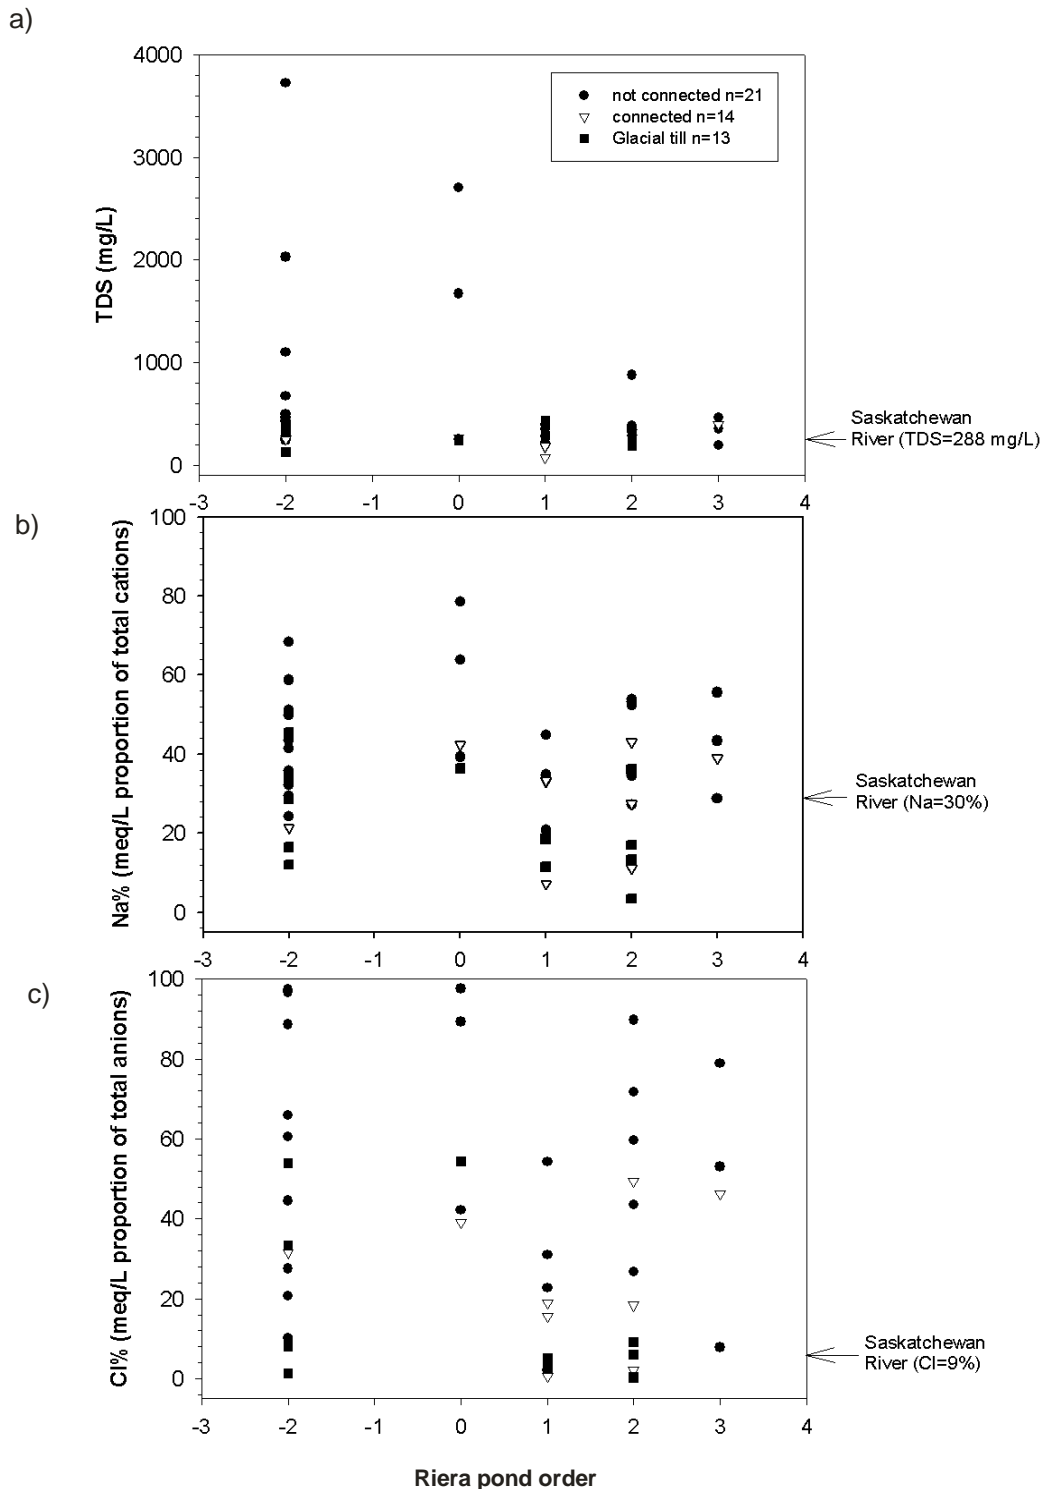 a)
TDS (mg/L)
4000
3000
2000
1000
0
not connected n=21
connected n=14
Glacial till n=13
-3 -2 -1 0 1 2 3 4
Saskatchewan
River (TDS=288 mg/L)
b)
Na% (meq/L proportion of total cations)
100
80
60
40
20
0
-3 -2 -1 0 1 2 3 4
Saskatchewan
River (Na=30%)
c)
Cl% (meq/L proportion of total anions)
100
80
60
40
20
0
-3 -2 -1 0 1 2 3 4
Saskatchewan
River (Cl=9%)
Riera pond order